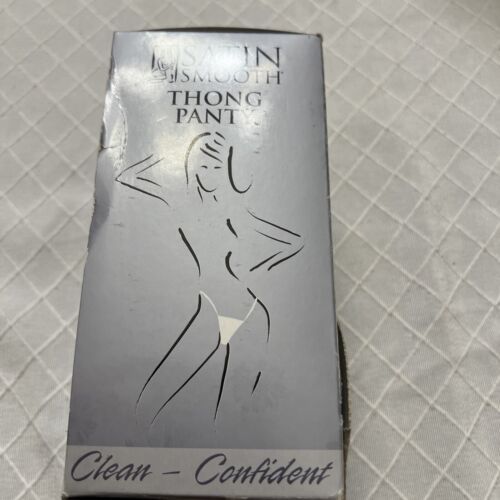 SATIN
SMOOTH
THONG
PANTY
Clean - Confident